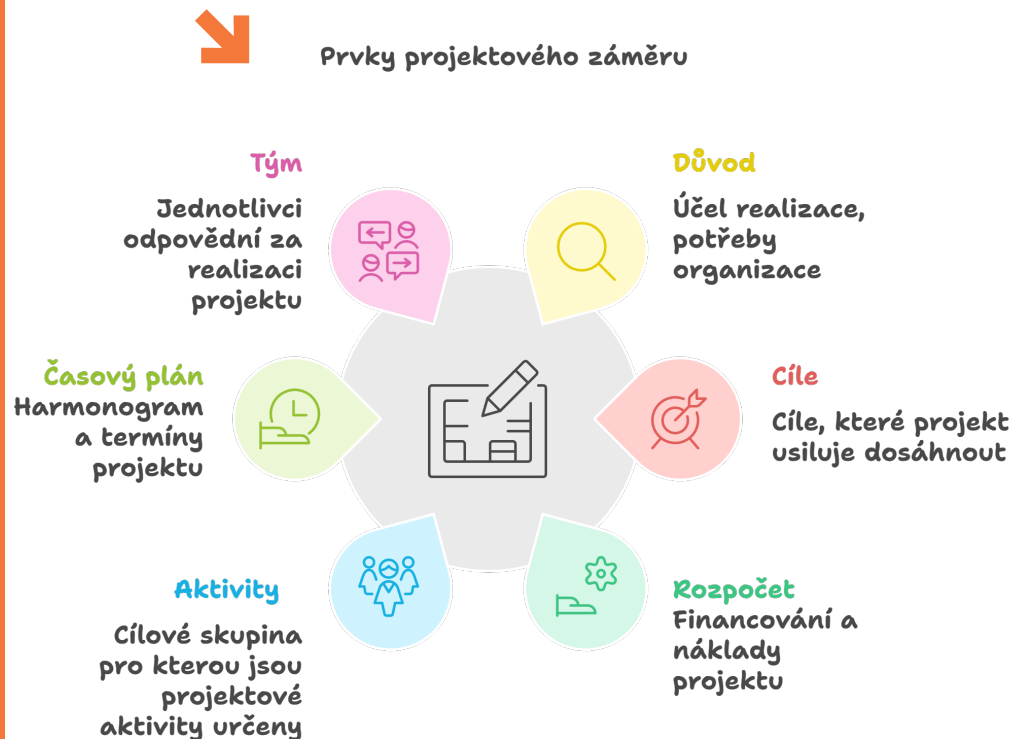 Prvky projektového záměru
Tým
Jednotlivci
odpovědní za
realizaci
projektu
Důvod
Účel realizace,
potřeby
organizace
Časový plán
Harmonogram
a termíny
projektu
Cíle
Cíle, které projekt
usiluje dosáhnout
Aktivity
Cílové skupina
pro kterou jsou
projektové
aktivity určeny
Rozpočet
Financování a
náklady
projektu